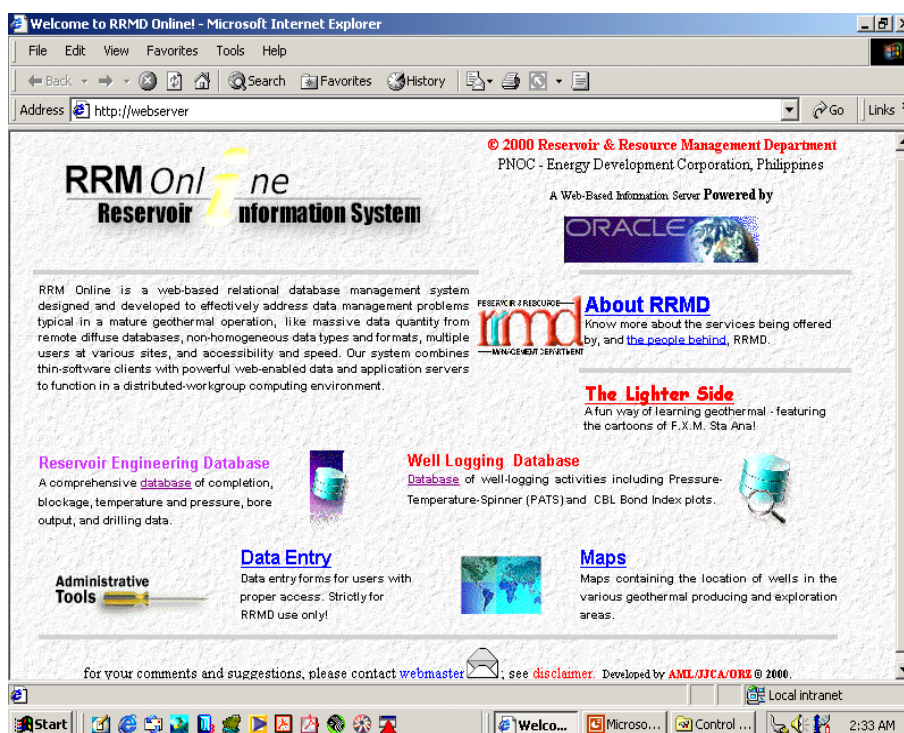 Welcome to RRMD Online! - Microsoft Internet Explorer
File Edit View Favorites Tools Help
Back Search Favorites History
Address http://webserver Go Links
© 2000 Reservoir & Resource Management Department
PNOC - Energy Development Corporation, Philippines
RRM Online
Reservoir Information System
A Web-Based Information Server Powered by
ORACLE
RRM Online is a web-based relational database management system
designed and developed to effectively address data management problems
typical in a mature geothermal operation, like massive data quantity from
remote diffuse databases, non-homogeneous data types and formats, multiple
users at various sites, and accessibility and speed. Our system combines
thin-software clients with powerful web-enabled data and application servers
to function in a distributed-workgroup computing environment.
RESERVOIR & RESOURCE
rrmd
MANAGEMENT DEPARTMENT
About RRMD
Know more about the services being offered
by, and the people behind, RRMD.
The Lighter Side
A fun way of learning geothermal - featuring
the cartoons of F.X.M. Sta Ana!
Reservoir Engineering Database
A comprehensive database of completion,
blockage, temperature and pressure, bore
output, and drilling data.
Well Logging Database
Database of well-logging activities including Pressure-
Temperature-Spinner (PATS) and CBL Bond Index plots.
Administrative
Tools
Data Entry
Data entry forms for users with
proper access. Strictly for
RRMD use only!
Maps
Maps containing the location of wells in the
various geothermal producing and exploration
areas.
for your comments and suggestions, please contact webmaster ; see disclaimer. Developed by AML/JJCA/ORZ © 2000.
Local intranet
Start Welco... Microso... Control ... 2:33 AM